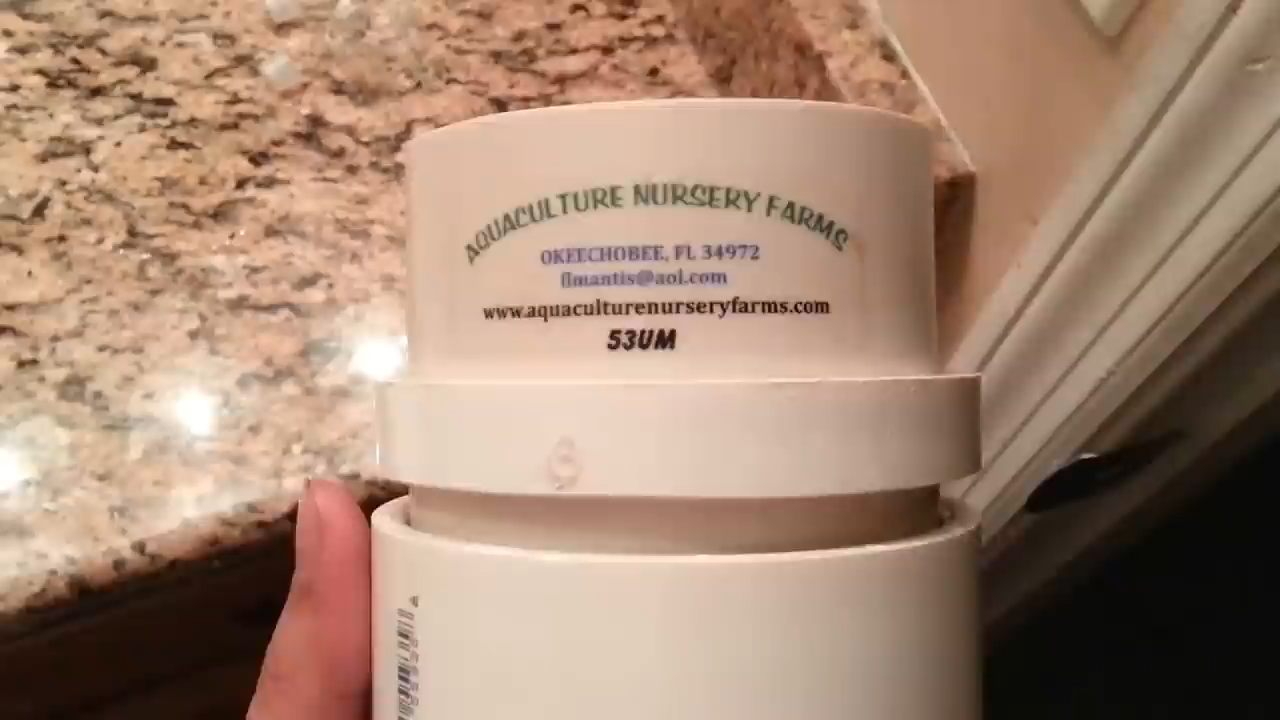 AQUACULTURE NURSERY FARMS
OKEECHOBEE, FL 34972
flmantis@aol.com
www.aquaculturenurseryfarms.com
53UM